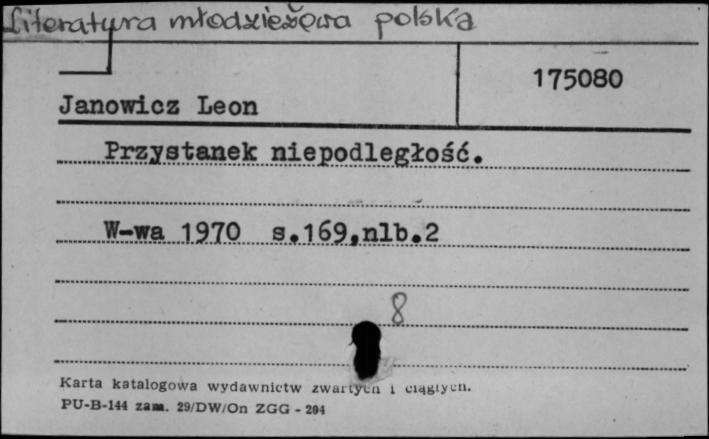 Literatura młodzieżowa polska
175080
Janowicz Leon
Przystanek niepodległość.
W-wa 1970 s.169,nlb.2
8
Karta katalogowa wydawnictw zwartych i ciągłych.
PU-B-144 zam. 29/DW/On ZGG - 204